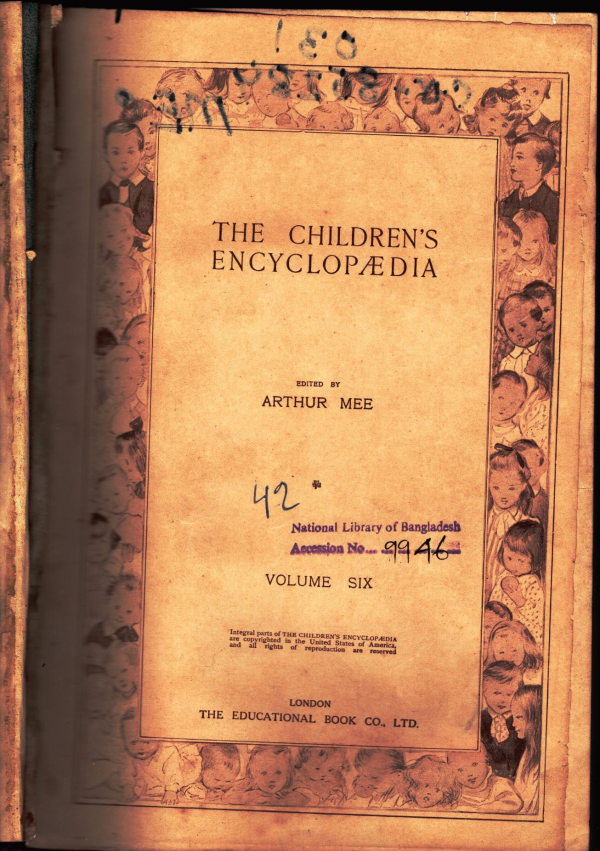 THE CHILDREN'S
ENCYCLOPÆDIA
EDITED BY
ARTHUR MEE
42
National Library of Bangladesh
Accession No... 9946
VOLUME SIX
Integral parts of THE CHILDREN'S ENCYCLOPÆDIA
are copyrighted in the United States of America,
and all rights of reproduction are reserved
LONDON
THE EDUCATIONAL BOOK CO., LTD.